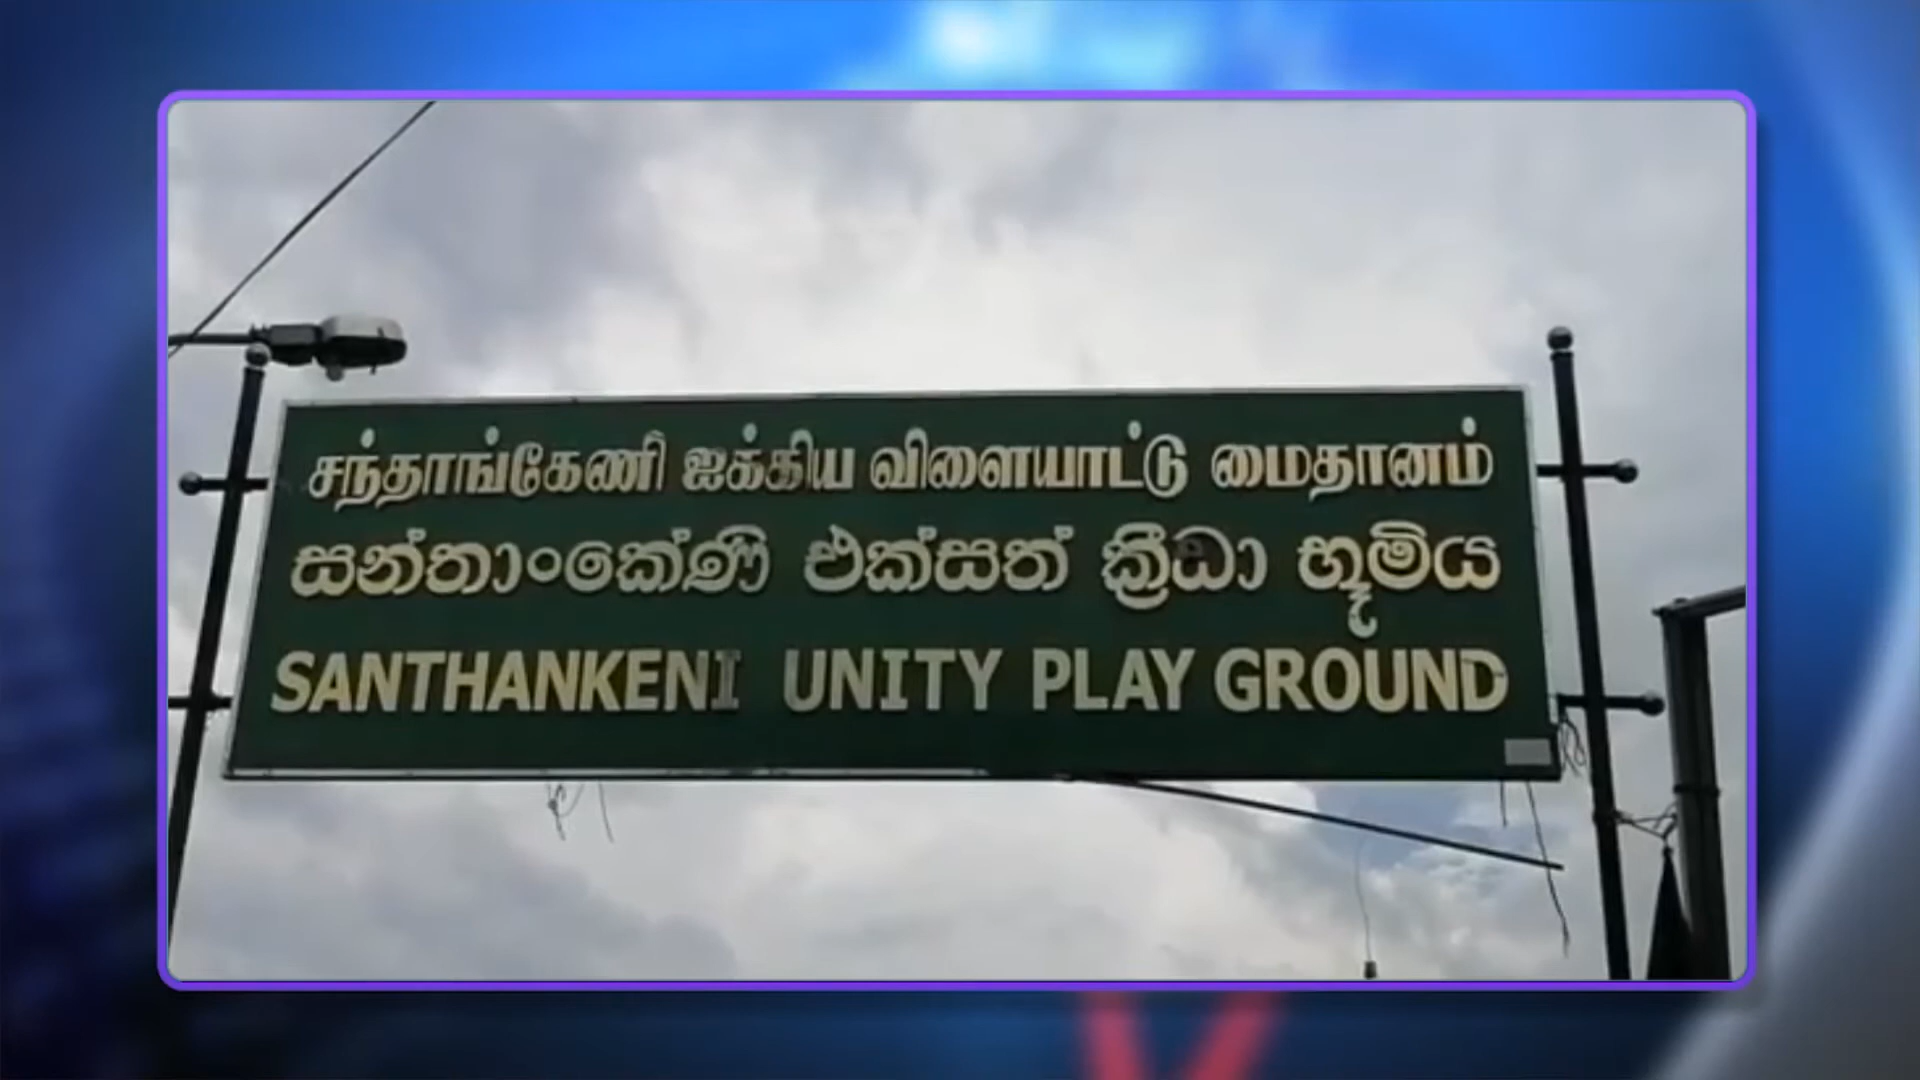 சந்தாங்கேணி ஐக்கிய விளையாட்டு மைதானம்
සන්තාංකේණි එක්සත් ක්‍රීඩා භූමිය
SANTHANKENI UNITY PLAY GROUND